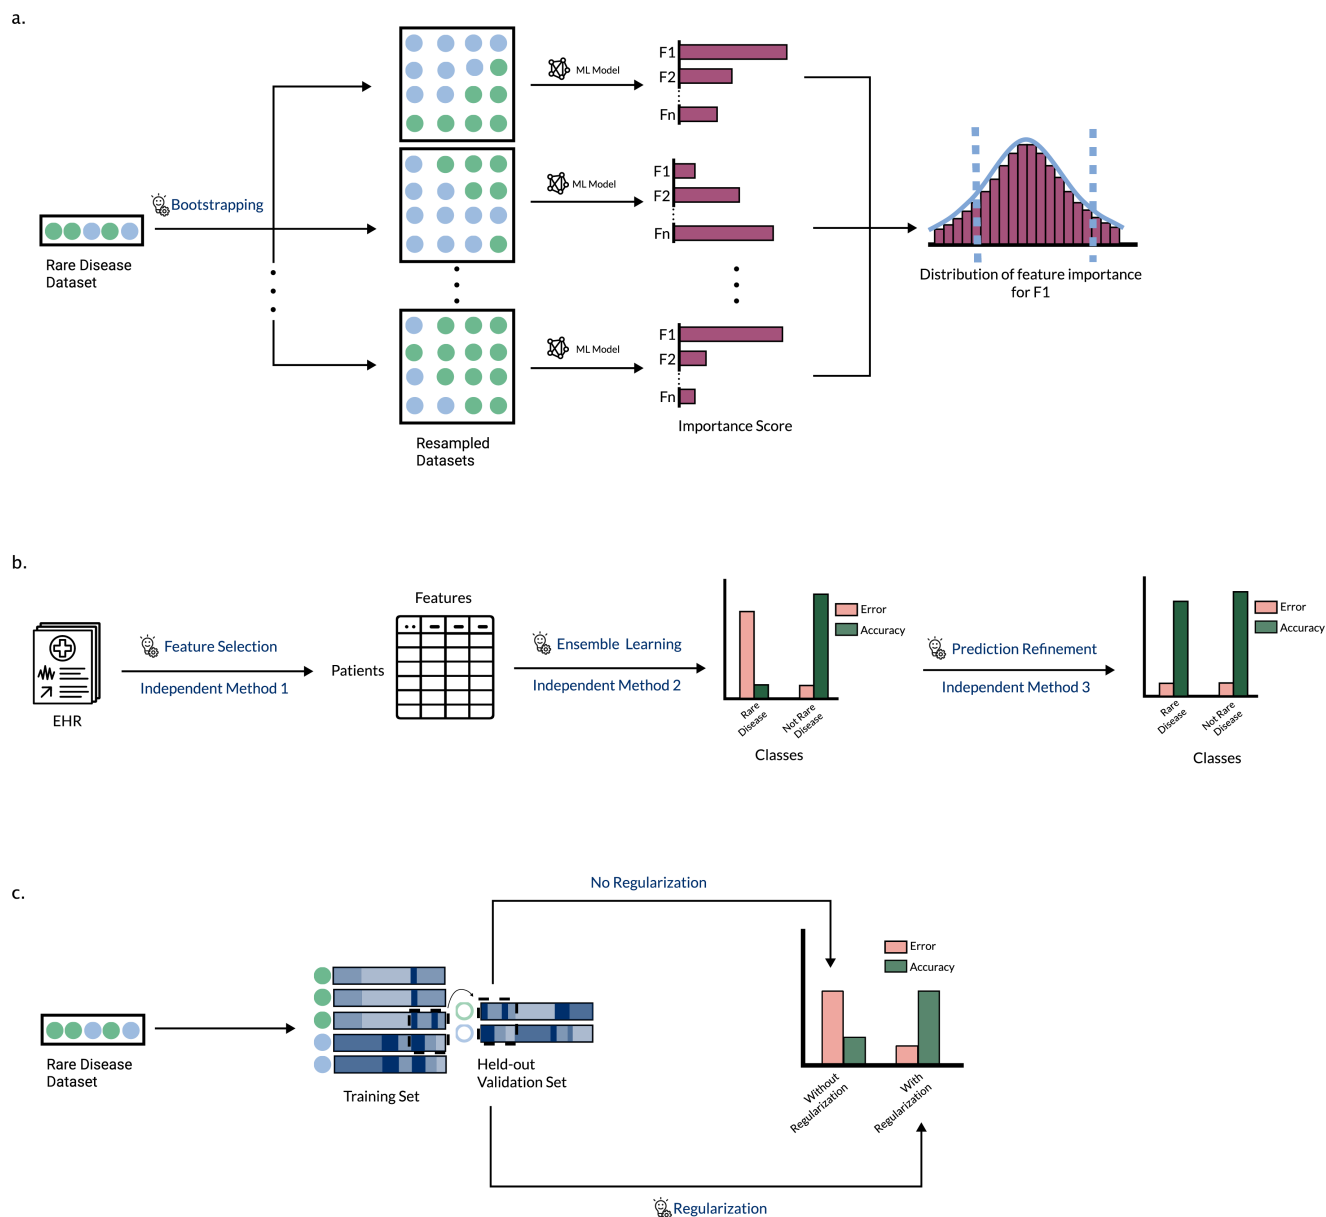 a.
F1
F2
Fn
ML Model
F1
F2
Fn
ML Model
Bootstrapping
Rare Disease
Dataset
Distribution of feature importance
for F1
F1
F2
Fn
ML Model
Importance Score
Resampled
Datasets
b.
EHR
Feature Selection
Independent Method 1
Features
Patients
Ensemble Learning
Independent Method 2
Error
Accuracy
Rare
Disease
Not Rare
Disease
Classes
Prediction Refinement
Independent Method 3
Error
Accuracy
Rare
Disease
Not Rare
Disease
Classes
c.
No Regularization
Rare Disease
Dataset
Training Set
Held-out
Validation Set
Error
Accuracy
Without
Regularization
With
Regularization
Regularization